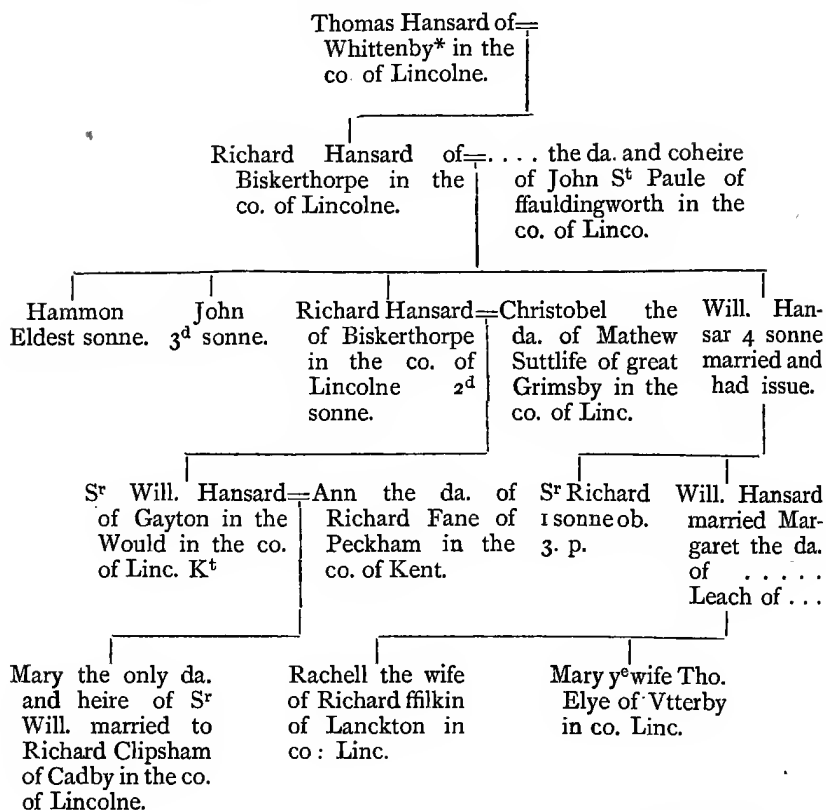 Thomas Hansard of
Whittenby* in the
co. of Lincolne.
Richard Hansard of
Biskerthorpe in the
co. of Lincolne.
. . . . the da. and coheire
of John Sᵗ Paule of
ffauldingworth in the
co. of Linco.
Hammon
Eldest sonne.
John
3ᵈ sonne.
Richard Hansard
of Biskerthorpe
in the co. of
Lincolne 2ᵈ
sonne.
Christobel the
da. of Mathew
Suttlife of great
Grimsby in the
co. of Linc.
Will. Han-
sar 4 sonne
married and
had issue.
Sʳ Will. Hansard
of Gayton in the
Would in the co.
of Linc. Kᵗ
Ann the da. of
Richard Fane of
Peckham in the
co. of Kent.
Sʳ Richard
1 sonne ob.
3. p.
Will. Hansard
married Mar-
garet the da.
of . . . . .
Leach of . . .
Mary the only da.
and heire of Sʳ
Will. married to
Richard Clipsham
of Cadby in the co.
of Lincolne.
Rachell the wife
of Richard ffilkin
of Lanckton in
co : Linc.
Mary yᵉ wife Tho.
Elye of Vtterby
in co. Linc.